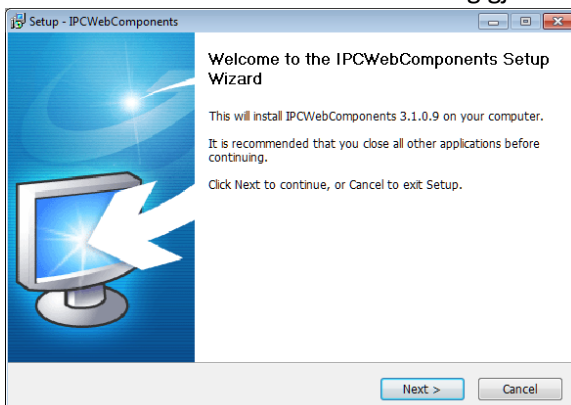 Setup - IPCWebComponents
Welcome to the IPCWebComponents Setup
Wizard
This will install IPCWebComponents 3.1.0.9 on your computer.
It is recommended that you close all other applications before
continuing.
Click Next to continue, or Cancel to exit Setup.
Next >
Cancel